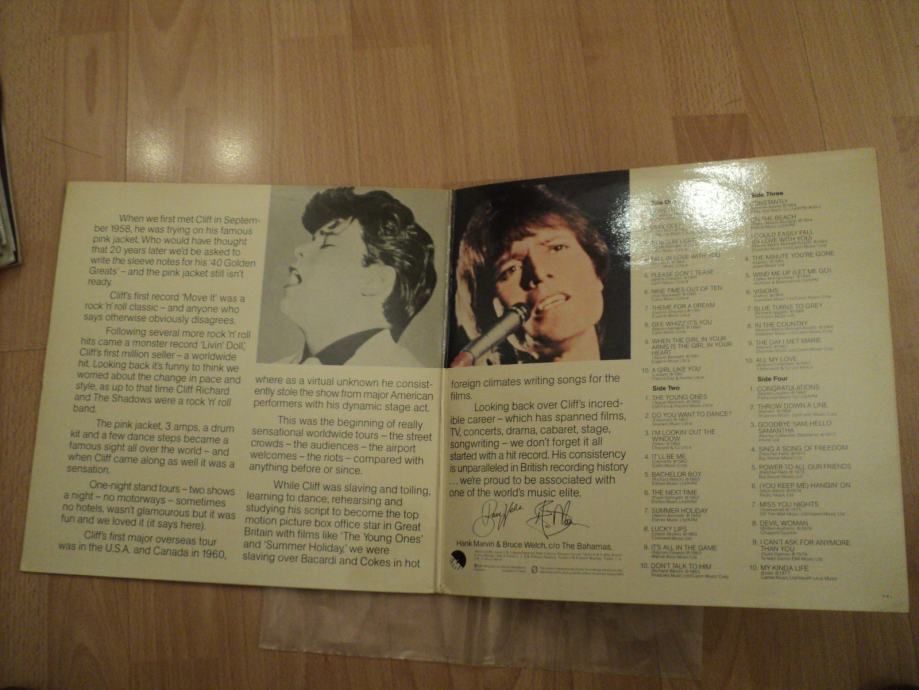 When we first met Cliff in Septem-
ber 1958, he was trying on his famous
pink jacket. Who would have thought
that 20 years later we'd be asked to
write the sleeve notes for his '40 Golden
Greats' – and the pink jacket still isn't
ready.
Cliff's first record 'Move It' was a
rock 'n' roll classic – and anyone who
says otherwise obviously disagrees.
Following several more rock 'n' roll
hits came a monster record 'Livin' Doll',
Cliff's first million seller – a worldwide
hit. Looking back it's funny to think we
worried about the change in pace and
style, as up to that time Cliff Richard
and The Shadows were a rock 'n' roll
band.
The pink jacket, 3 amps, a drum
kit and a few dance steps became a
famous sight all over the world – and
when Cliff came along as well it was a
sensation.
One-night stand tours – two shows
a night – no motorways – sometimes
no hotels, wasn't glamourous but it was
fun and we loved it (it says here).
Cliff's first major overseas tour
was in the U.S.A. and Canada in 1960,
where as a virtual unknown he consist-
ently stole the show from major American
performers with his dynamic stage act.
This was the beginning of really
sensational worldwide tours – the street
crowds – the audiences – the airport
welcomes – the riots – compared with
anything before or since.
While Cliff was slaving and toiling,
learning to dance, rehearsing and
studying his script to become the top
motion picture box office star in Great
Britain with films like 'The Young Ones'
and 'Summer Holiday,' we were
slaving over Bacardi and Cokes in hot
foreign climates writing songs for the
films.
Looking back over Cliff's incred-
ible career – which has spanned films,
TV, concerts, drama, cabaret, stage,
songwriting – we don't forget it all
started with a hit record. His consistency
is unparalleled in British recording history
... we're proud to be associated with
one of the world's music elite.
Hank Marvin & Bruce Welch, c/o The Bahamas.
Side One
FALL IN LOVE WITH YOU
5. PLEASE DON'T TEASE
6. NINE TIMES OUT OF TEN
7. THEME FOR A DREAM
8. GEE WHIZZ IT'S YOU
9. WHEN THE GIRL IN YOUR
ARMS IS THE GIRL IN YOUR
HEART
10. A GIRL LIKE YOU
Side Two
1. THE YOUNG ONES
2. DO YOU WANT TO DANCE?
3. I'M LOOKIN' OUT THE
WINDOW
4. IT'LL BE ME
5. BACHELOR BOY
6. THE NEXT TIME
7. SUMMER HOLIDAY
8. LUCKY LIPS
9. IT'S ALL IN THE GAME
10. DON'T TALK TO HIM
Side Three
CONSTANTLY
ON THE BEACH
I COULD EASILY FALL
(IN LOVE WITH YOU)
4. THE MINUTE YOU'RE GONE
5. WIND ME UP (LET ME GO)
6. VISIONS
7. BLUE TURNS TO GREY
8. IN THE COUNTRY
9. THE DAY I MET MARIE
10. ALL MY LOVE
Side Four
1. CONGRATULATIONS
2. THROW DOWN A LINE
3. GOODBYE SAM, HELLO
SAMANTHA
4. SING A SONG OF FREEDOM
5. POWER TO ALL OUR FRIENDS
6. (YOU KEEP ME) HANGIN' ON
7. MISS YOU NIGHTS
8. DEVIL WOMAN
9. I CAN'T ASK FOR ANYMORE
THAN YOU
10. MY KINDA LIFE